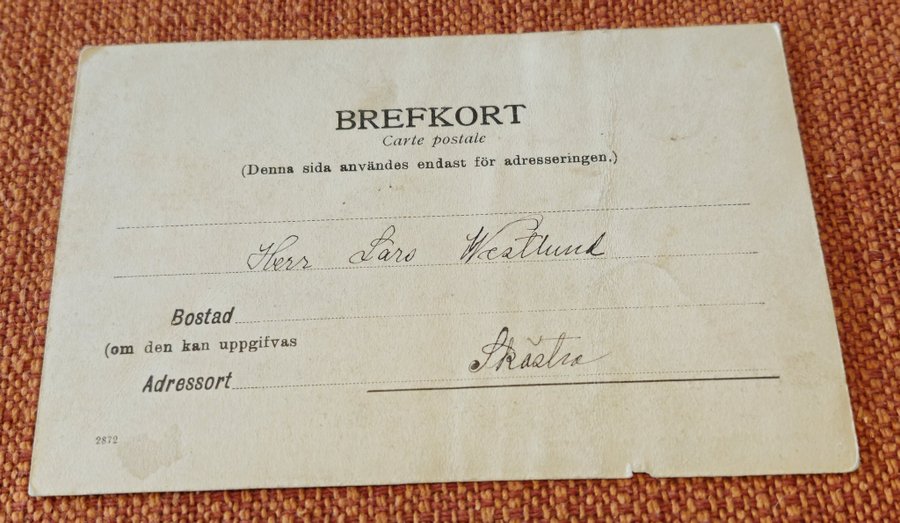 BREFKORT
Carte postale
(Denna sida användes endast för adresseringen.)
Herr Lars Westlund
Bostad
(om den kan uppgifvas
Skästra
Adressort
2872